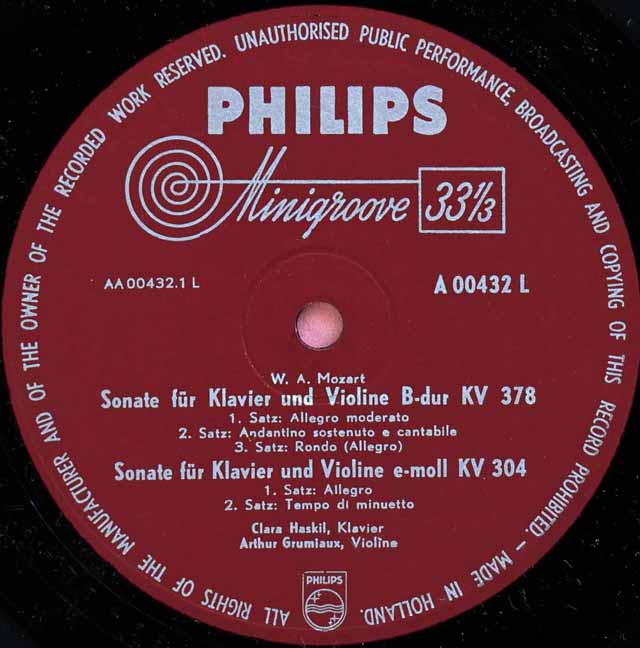 ALL RIGHTS OF THE MANUFACTURER AND OF THE OWNER OF THE RECORDED WORK RESERVED. UNAUTHORISED PUBLIC PERFORMANCE, BROADCASTING AND COPYING OF THIS RECORD PROHIBITED. — MADE IN HOLLAND.
PHILIPS
Minigroove 33⅓
AA 00432.1 L
A 00432 L
W. A. Mozart
Sonate für Klavier und Violine B-dur KV 378
1. Satz: Allegro moderato
2. Satz: Andantino sostenuto e cantabile
3. Satz: Rondo (Allegro)
Sonate für Klavier und Violine e-moll KV 304
1. Satz: Allegro
2. Satz: Tempo di minuetto
Clara Haskil, Klavier
Arthur Grumiaux, Violine
PHILIPS